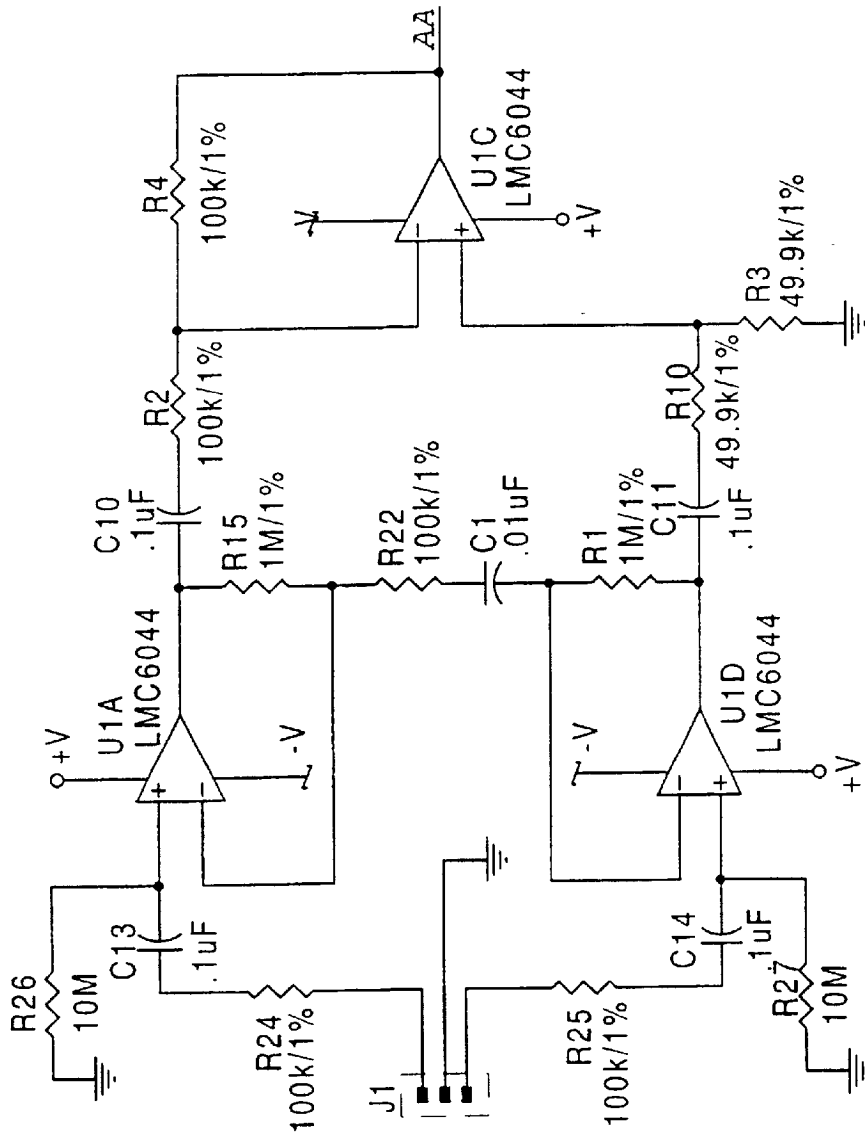 R26
10M
C13
.1uF
R24
100k/1%
J1
R25
100k/1%
C14
.1uF
R27
10M
+V
U1A
LMC6044
-V
-V
U1D
LMC6044
+V
C10
.1uF
R15
1M/1%
R22
100k/1%
C1
.01uF
R1
1M/1%
C11
.1uF
R2
100k/1%
R10
49.9k/1%
R4
100k/1%
-V
U1C
LMC6044
+V
R3
49.9k/1%
AA